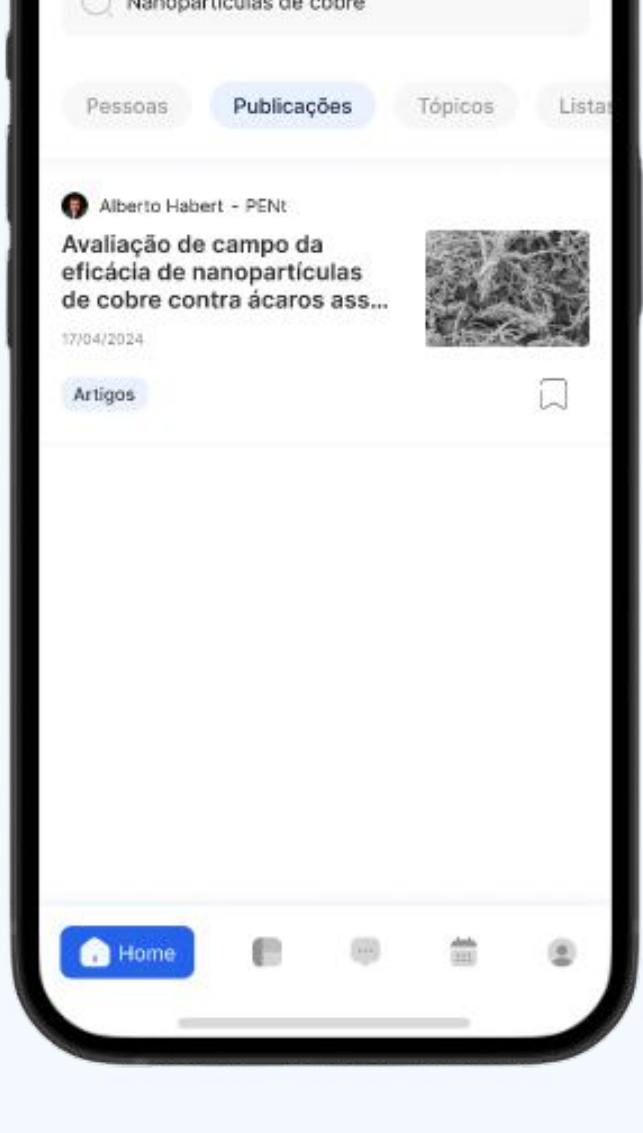 Nanopartículas de cobre
Pessoas Publicações Tópicos Listas
Alberto Habert - PENt
Avaliação de campo da
eficácia de nanopartículas
de cobre contra ácaros ass...
17/04/2024
Artigos
Home